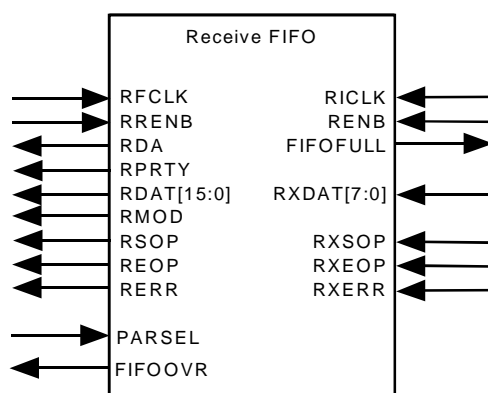 Receive FIFO
RFCLK RICLK
RRENB RENB
RDA FIFOFULL
RPRTY
RDAT[15:0] RXDAT[7:0]
RMOD
RSOP RXSOP
REOP RXEOP
RERR RXERR
PARSEL
FIFOOVR